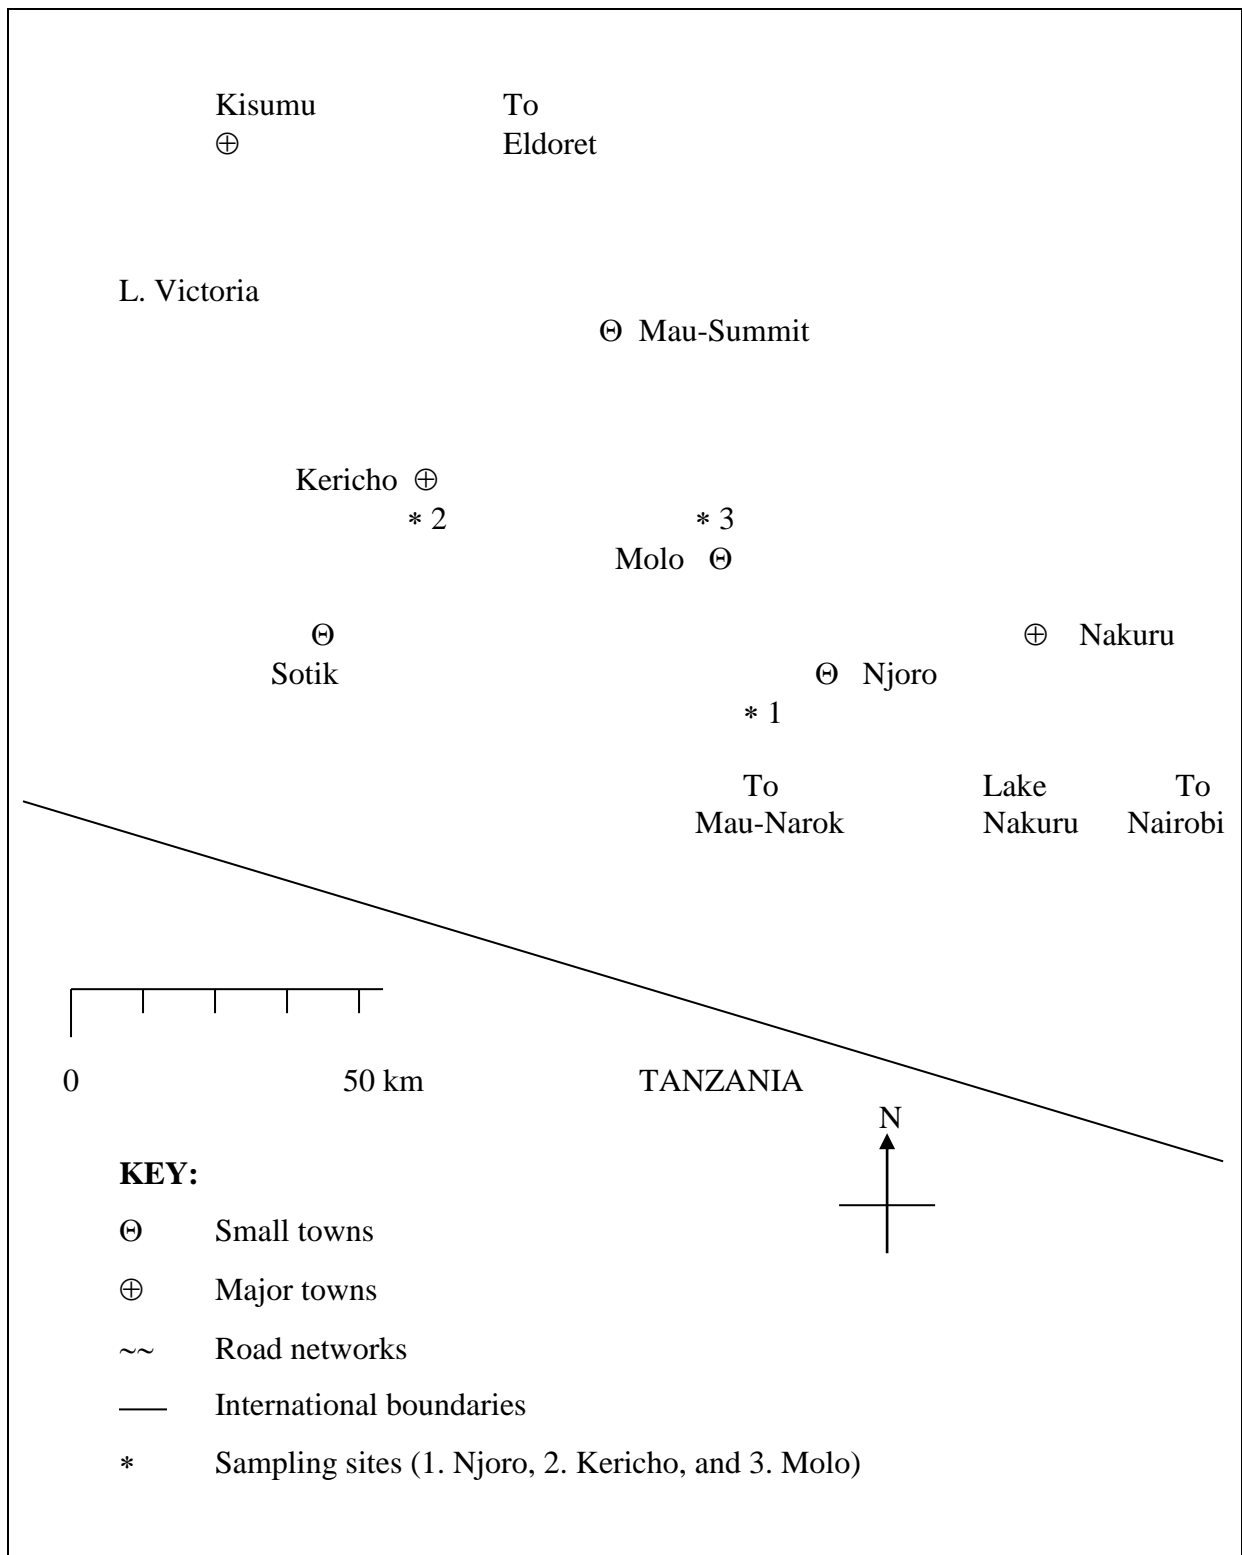 Kisumu To
⊕ Eldoret
L. Victoria
Θ Mau-Summit
Kericho ⊕
* 2 * 3
Molo Θ
Θ ⊕ Nakuru
Sotik Θ Njoro
* 1
To Lake To
Mau-Narok Nakuru Nairobi
0 50 km TANZANIA
N
KEY:
Θ Small towns
⊕ Major towns
~~ Road networks
— International boundaries
* Sampling sites (1. Njoro, 2. Kericho, and 3. Molo)